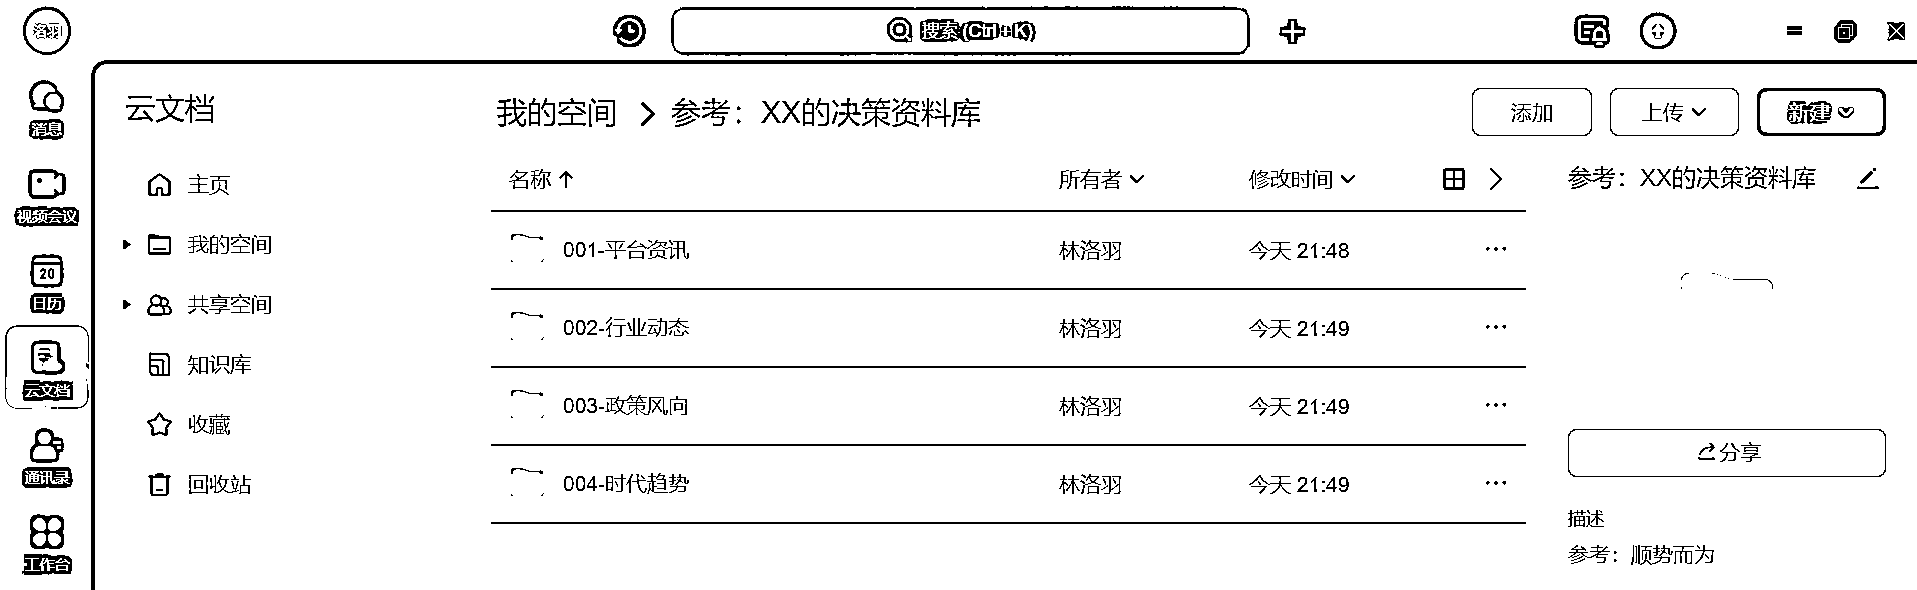 洛羽
搜索 (Ctrl+K)
消息
视频会议
20
日历
云文档
通讯录
工作台
云文档
主页
我的空间
共享空间
知识库
收藏
回收站
我的空间 > 参考：XX的决策资料库
添加
上传
新建
名称 所有者 修改时间
001-平台资讯 林洛羽 今天 21:48
002-行业动态 林洛羽 今天 21:49
003-政策风向 林洛羽 今天 21:49
004-时代趋势 林洛羽 今天 21:49
参考：XX的决策资料库
分享
描述
参考：顺势而为